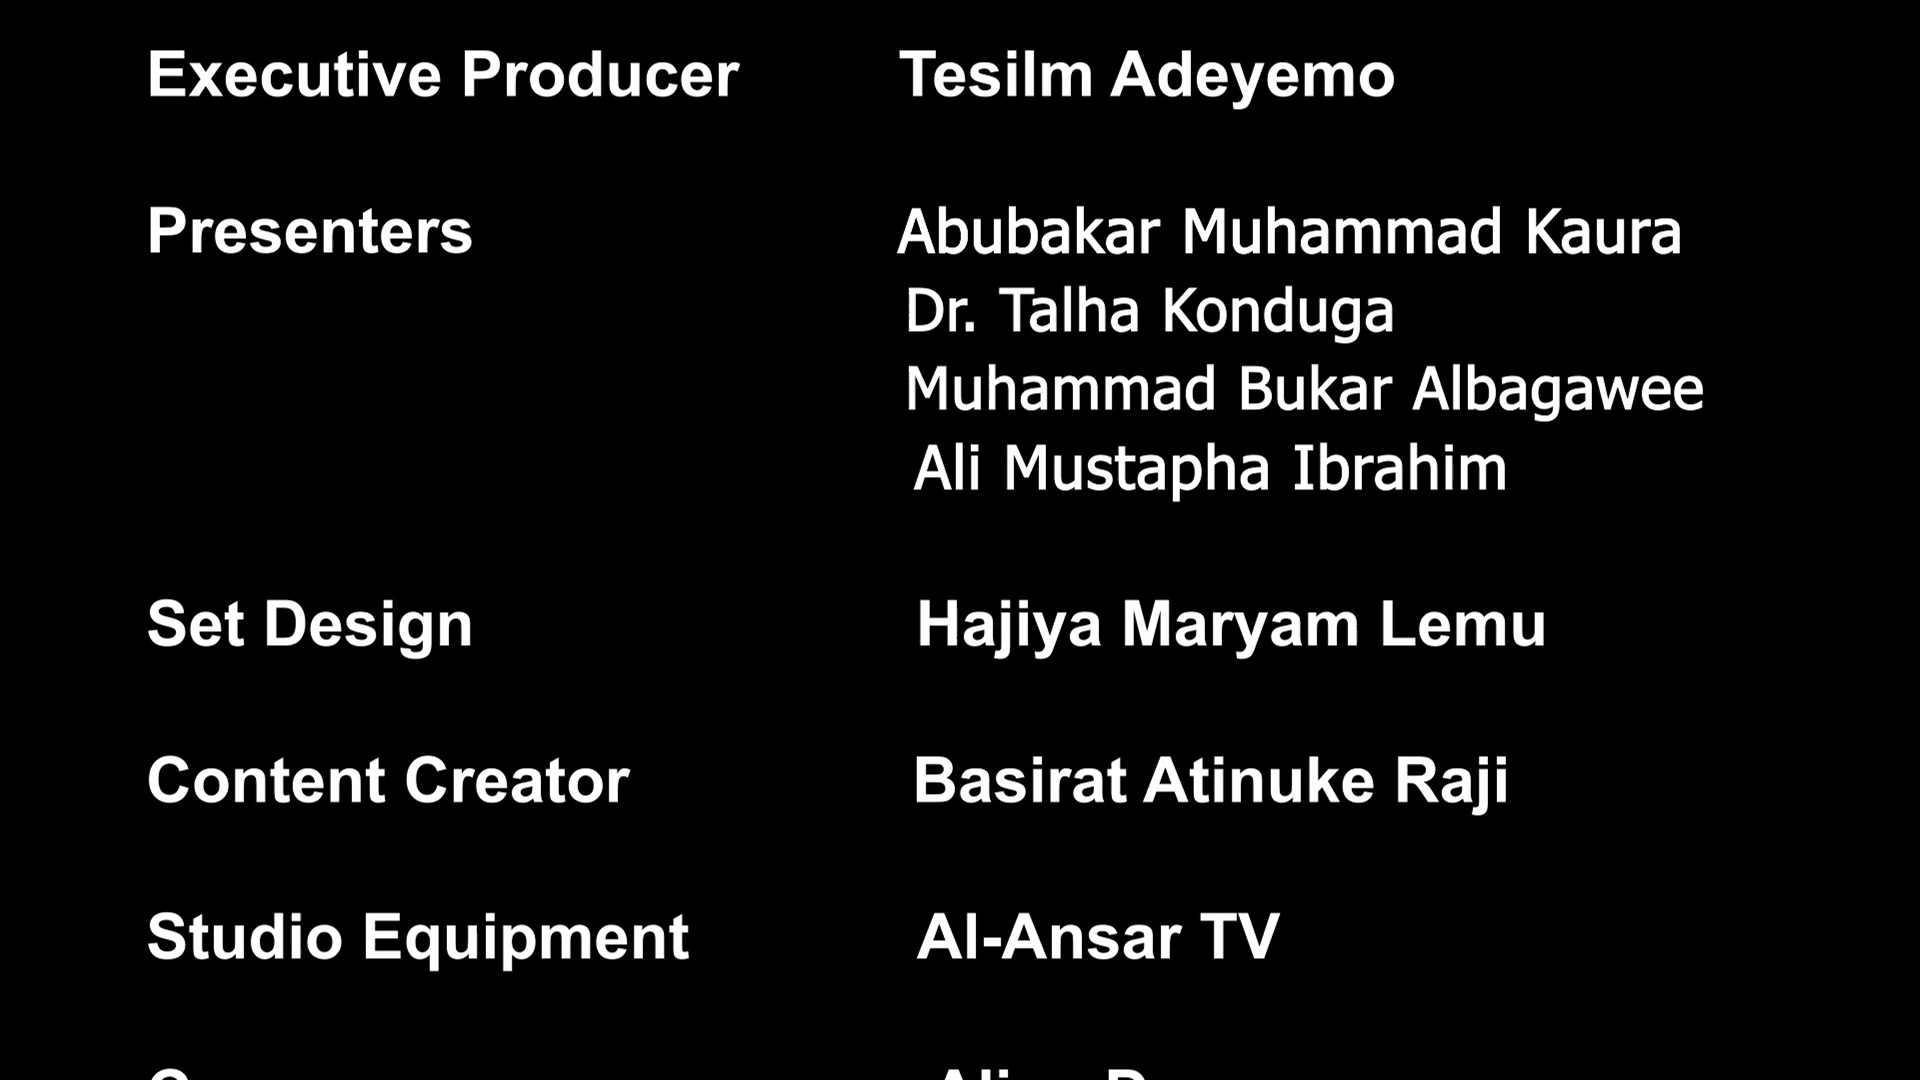 Executive Producer Tesilm Adeyemo
Presenters Abubakar Muhammad Kaura
Dr. Talha Konduga
Muhammad Bukar Albagawee
Ali Mustapha Ibrahim
Set Design Hajiya Maryam Lemu
Content Creator Basirat Atinuke Raji
Studio Equipment Al-Ansar TV